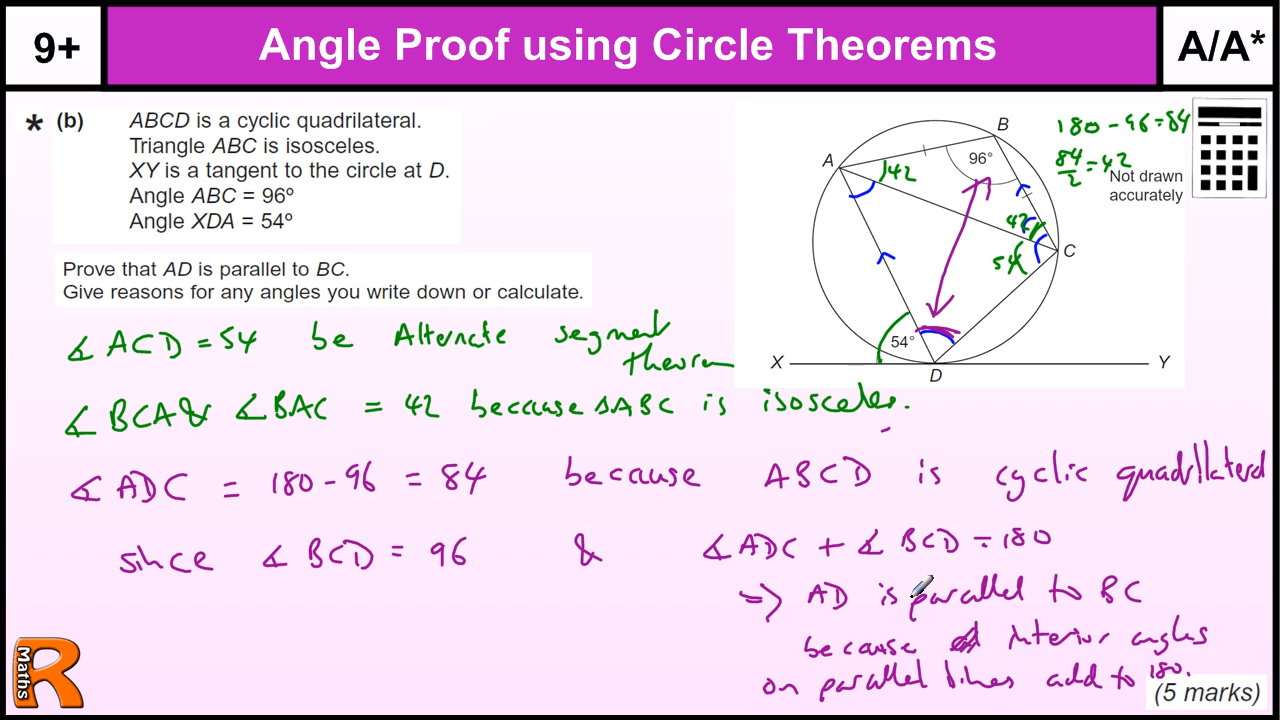 9+
Angle Proof using Circle Theorems
A/A*
* (b)
ABCD is a cyclic quadrilateral.
Triangle ABC is isosceles.
XY is a tangent to the circle at D.
Angle ABC = 96º
Angle XDA = 54º
Prove that AD is parallel to BC.
Give reasons for any angles you write down or calculate.
B
180 - 96 = 84
84/2 = 42
Not drawn
accurately
A
96°
42
42
C
54
54°
X
Y
D
∡ ACD = 54 be Alternate segment
theorem
∡ BCA & ∡ BAC = 42 because △ABC is isosceles.
∡ ADC = 180 - 96 = 84 because ABCD is cyclic quadrilateral
since ∡ BCD = 96 & ∡ ADC + ∡ BCD = 180
=> AD is parallel to BC
because interior angles
on parallel lines add to 180.
(5 marks)
R
Maths